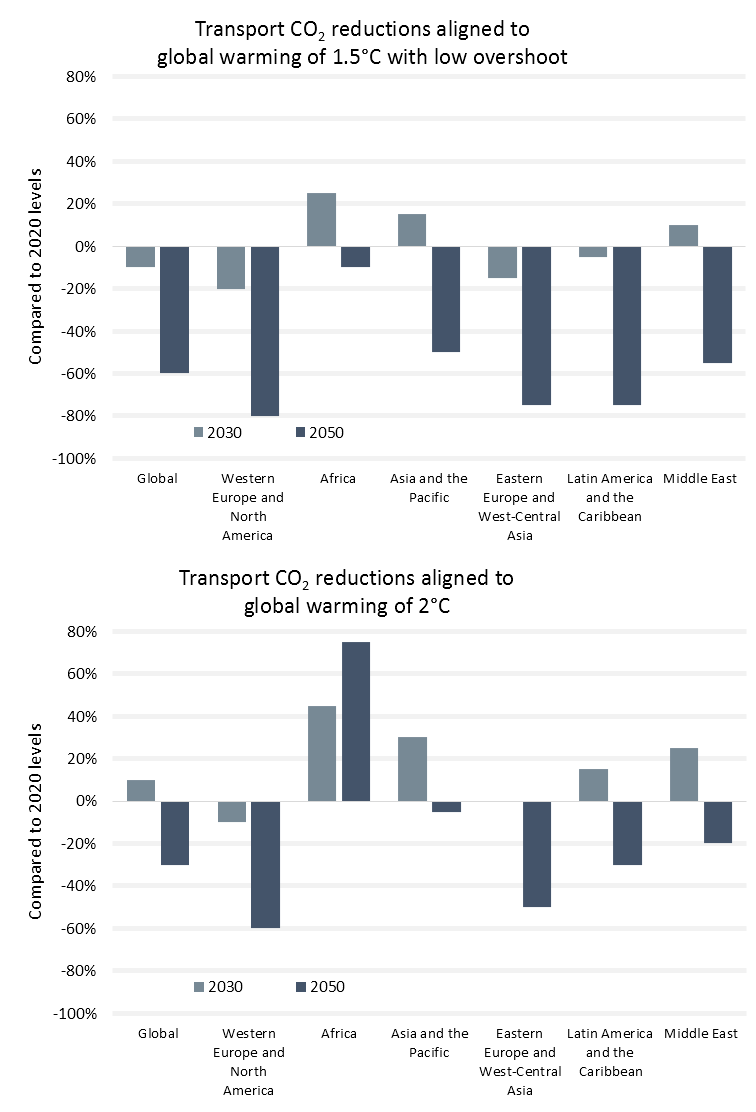 Transport CO₂ reductions aligned to
global warming of 1.5°C with low overshoot
Compared to 2020 levels
80%
60%
40%
20%
0%
-20%
-40%
-60%
-80%
-100%
2030 2050
Global
Western
Europe and
North
America
Africa
Asia and the
Pacific
Eastern
Europe and
West-Central
Asia
Latin America
and the
Caribbean
Middle East
Transport CO₂ reductions aligned to
global warming of 2°C
Compared to 2020 levels
80%
60%
40%
20%
0%
-20%
-40%
-60%
-80%
-100%
2030 2050
Global
Western
Europe and
North
America
Africa
Asia and the
Pacific
Eastern
Europe and
West-Central
Asia
Latin America
and the
Caribbean
Middle East